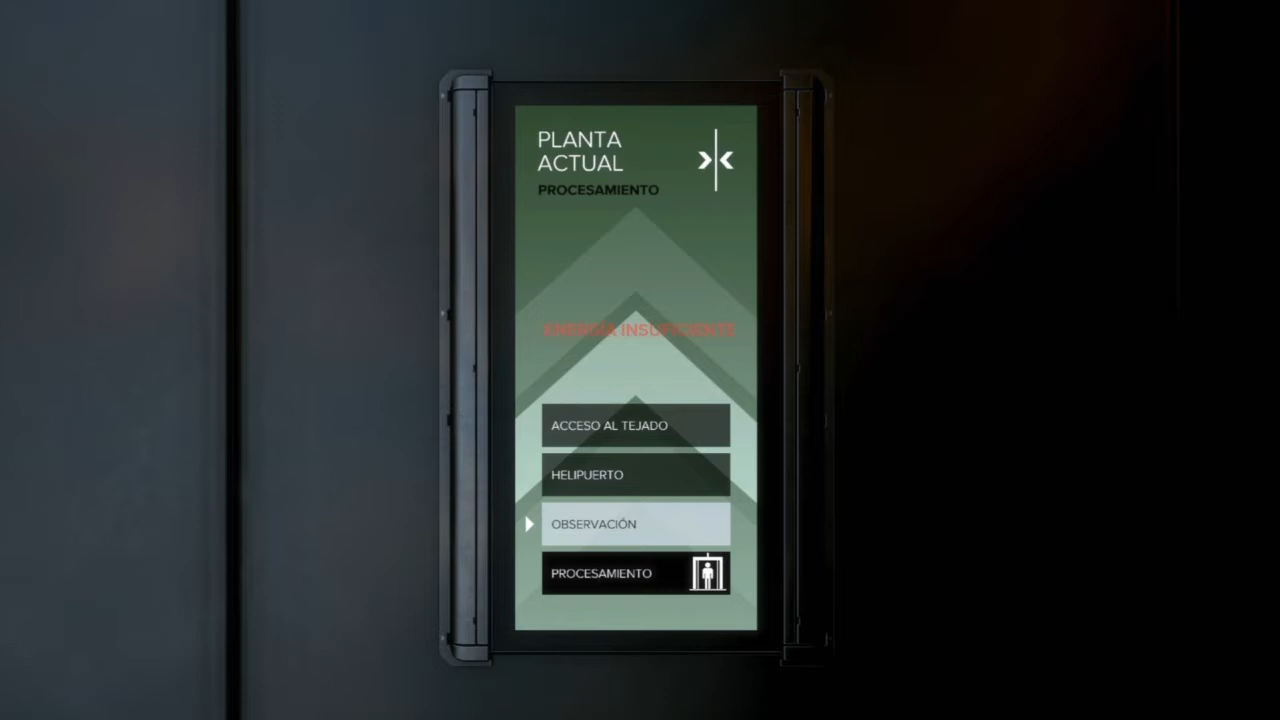 PLANTA
ACTUAL
PROCESAMIENTO
ENERGÍA INSUFICIENTE
ACCESO AL TEJADO
HELIPUERTO
OBSERVACIÓN
PROCESAMIENTO